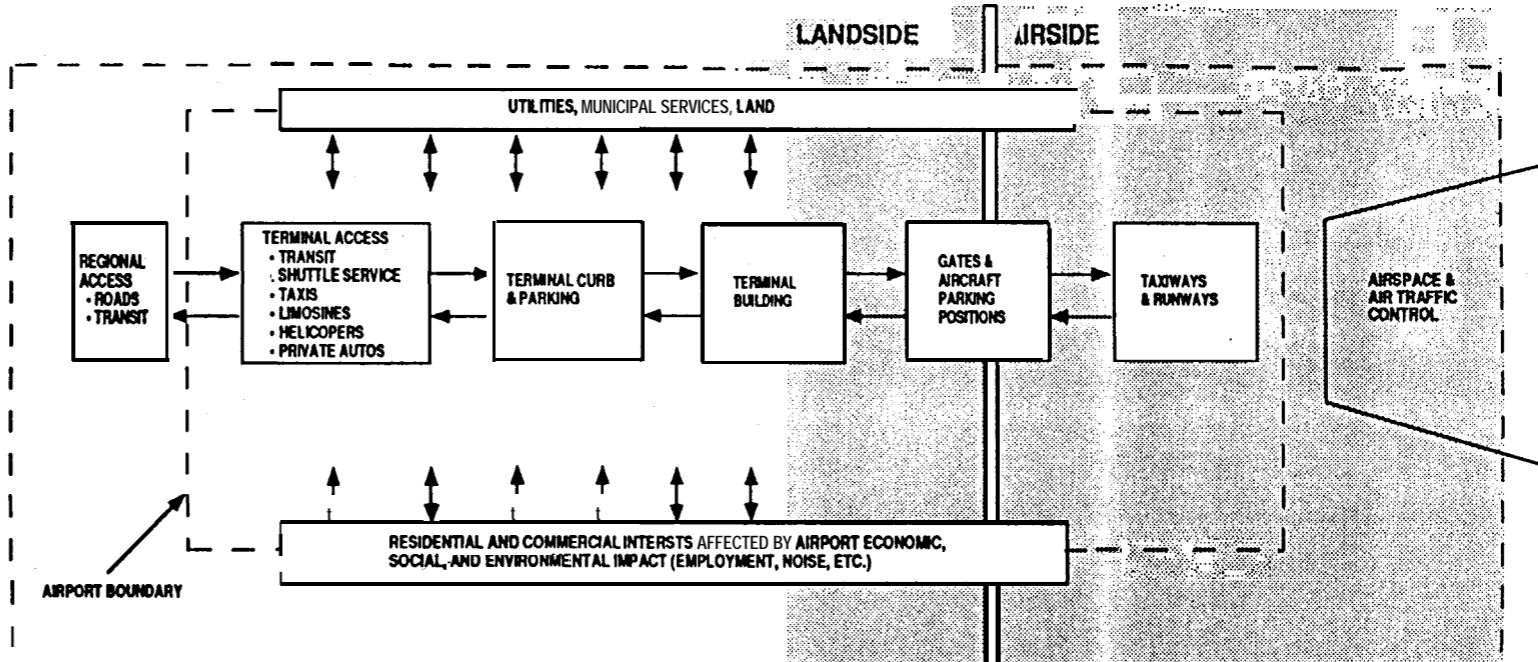 LANDSIDE
AIRSIDE
UTILITIES, MUNICIPAL SERVICES, LAND
REGIONAL
ACCESS
• ROADS
• TRANSIT
TERMINAL ACCESS
• TRANSIT
. SHUTTLE SERVICE
• TAXIS
• LIMOSINES
• HELICOPERS
• PRIVATE AUTOS
TERMINAL CURB
& PARKING
TERMINAL
BUILDING
GATES &
AIRCRAFT
PARKING
POSITIONS
TAXIWAYS
& RUNWAYS
AIRSPACE &
AIR TRAFFIC
CONTROL
RESIDENTIAL AND COMMERCIAL INTERSTS AFFECTED BY AIRPORT ECONOMIC,
SOCIAL, AND ENVIRONMENTAL IMPACT (EMPLOYMENT, NOISE, ETC.)
AIRPORT BOUNDARY